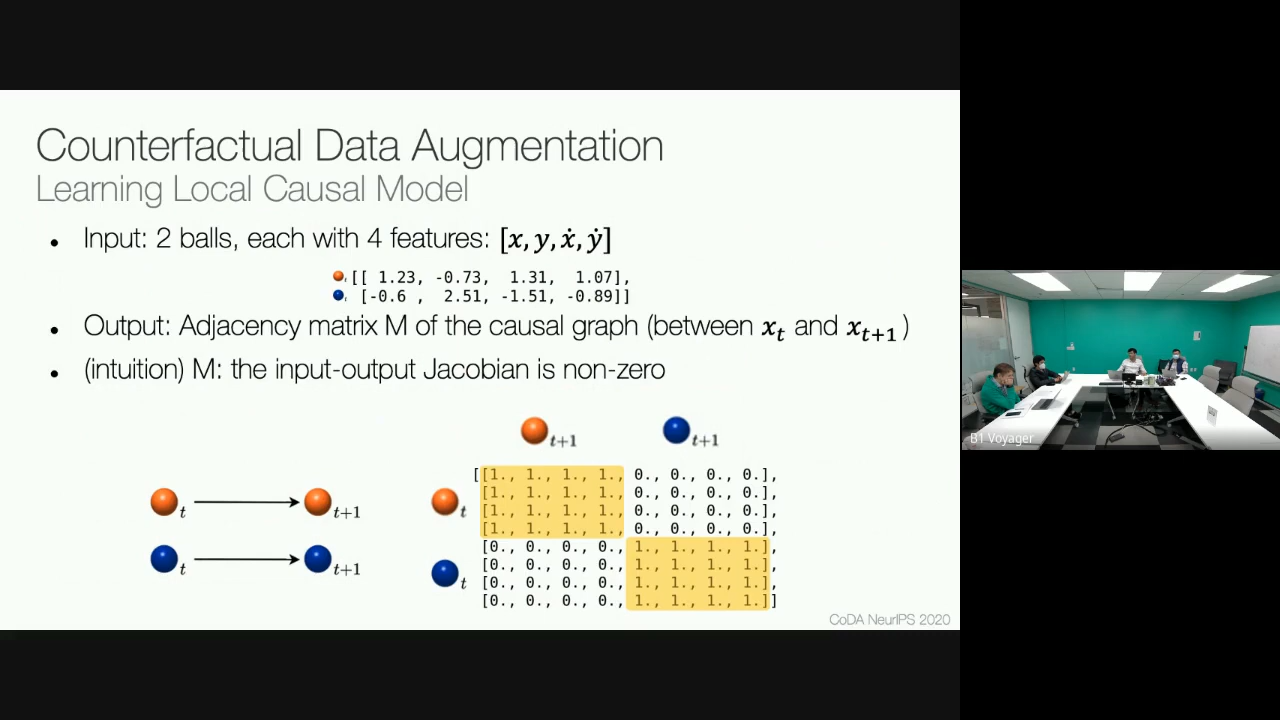 Counterfactual Data Augmentation
Learning Local Causal Model
• Input: 2 balls, each with 4 features: [x, y, ẋ, ẏ]
t [[ 1.23, -0.73, 1.31, 1.07],
t [-0.6 , 2.51, -1.51, -0.89]]
• Output: Adjacency matrix M of the causal graph (between x_t and x_{t+1})
• (intuition) M: the input-output Jacobian is non-zero
t+1 t+1
t t+1
t t+1
t
t
[[1., 1., 1., 1., 0., 0., 0., 0.],
[1., 1., 1., 1., 0., 0., 0., 0.],
[1., 1., 1., 1., 0., 0., 0., 0.],
[1., 1., 1., 1., 0., 0., 0., 0.],
[0., 0., 0., 0., 1., 1., 1., 1.],
[0., 0., 0., 0., 1., 1., 1., 1.],
[0., 0., 0., 0., 1., 1., 1., 1.],
[0., 0., 0., 0., 1., 1., 1., 1.]]
CoDA NeurIPS 2020
B1 Voyager